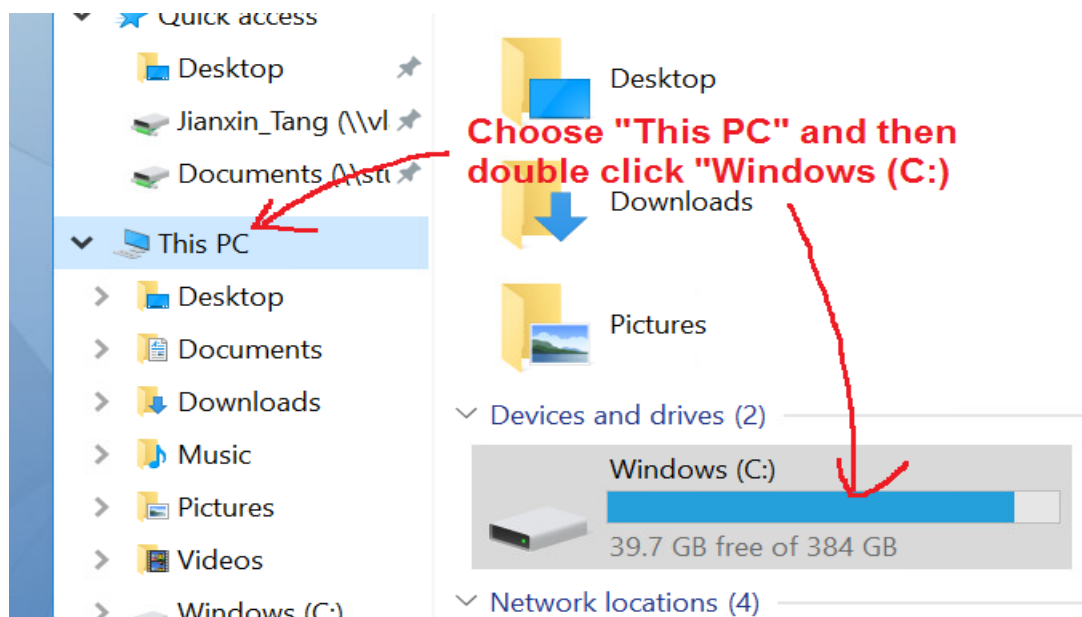 Quick access
Desktop
Jianxin_Tang (\\vl
Documents (\\stu
This PC
Desktop
Documents
Downloads
Music
Pictures
Videos
Windows (C:)
Desktop
Choose "This PC" and then
double click "Windows (C:)
Downloads
Pictures
Devices and drives (2)
Windows (C:)
39.7 GB free of 384 GB
Network locations (4)